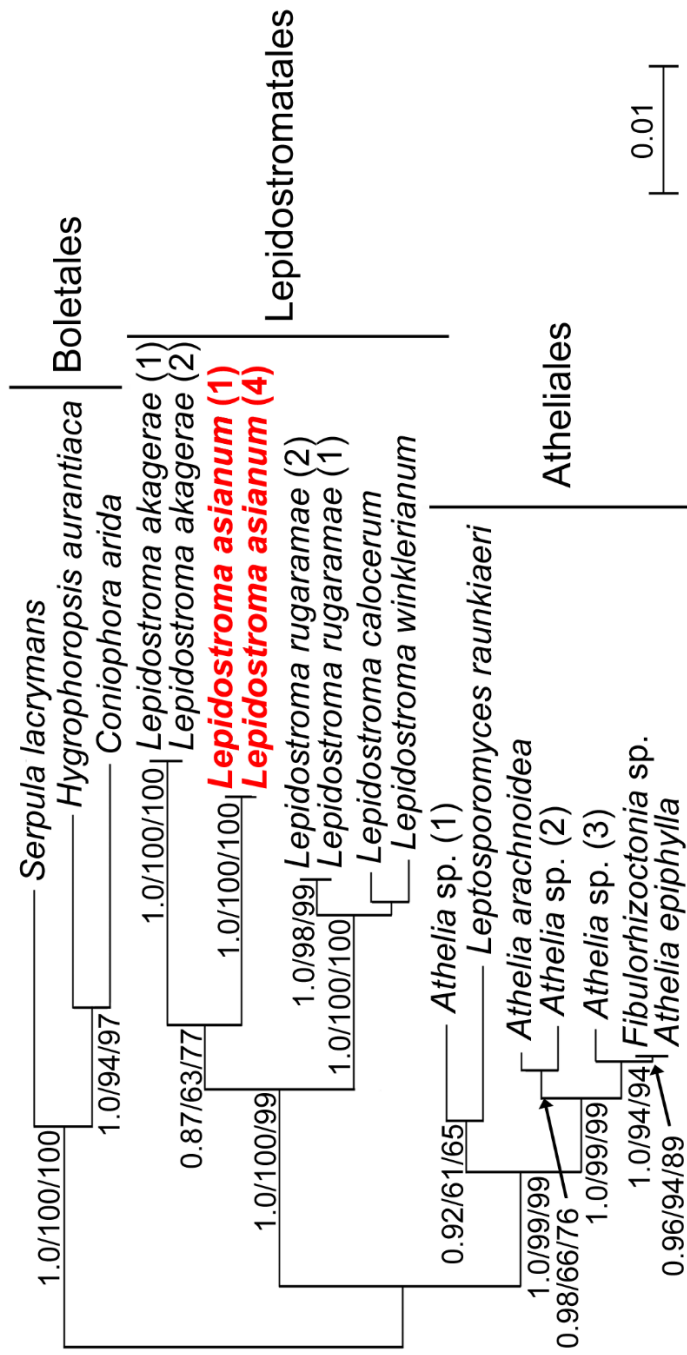 Serpula lacrymans
Hygrophoropsis aurantiaca
Coniophora arida
Boletales
1.0/100/100
1.0/94/97
Lepidostroma akagerae (1)
Lepidostroma akagerae (2)
Lepidostroma asianum (1)
Lepidostroma asianum (4)
Lepidostroma rugaramae (2)
Lepidostroma rugaramae (1)
Lepidostroma calocerum
Lepidostroma winklerianum
Lepidostromatales
1.0/100/100
0.87/63/77
1.0/100/100
1.0/100/99
1.0/98/99
1.0/100/100
Athelia sp. (1)
Leptosporomyces raunkiaeri
Athelia arachnoidea
Athelia sp. (2)
Athelia sp. (3)
Fibulorhizoctonia sp.
Athelia epiphylla
Atheliales
0.92/61/65
1.0/99/99
0.98/66/76
1.0/99/99
1.0/94/94
0.96/94/89
0.01